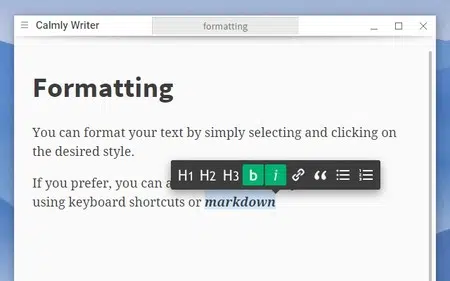 Calmly Writer
formatting
Formatting
You can format your text by simply selecting and clicking on
the desired style.
H1 H2 H3 b i
If you prefer, you can a
using keyboard shortcuts or markdown